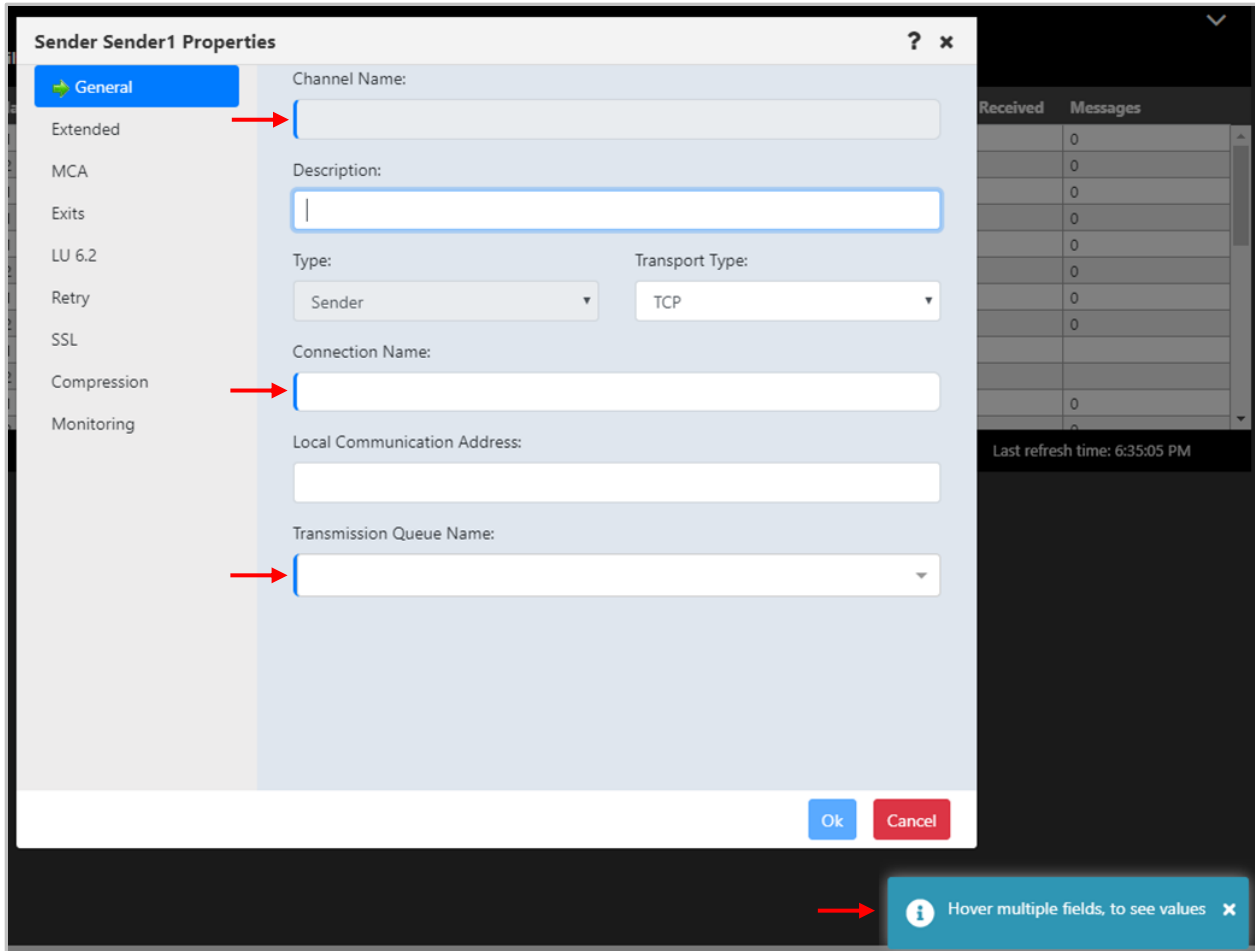 Sender Sender1 Properties
?
General
Extended
MCA
Exits
LU 6.2
Retry
SSL
Compression
Monitoring
Channel Name:
Description:
Type:
Transport Type:
Sender
TCP
Connection Name:
Local Communication Address:
Transmission Queue Name:
Ok
Cancel
Received
Messages
0
0
0
0
0
0
0
0
0
Last refresh time: 6:35:05 PM
Hover multiple fields, to see values